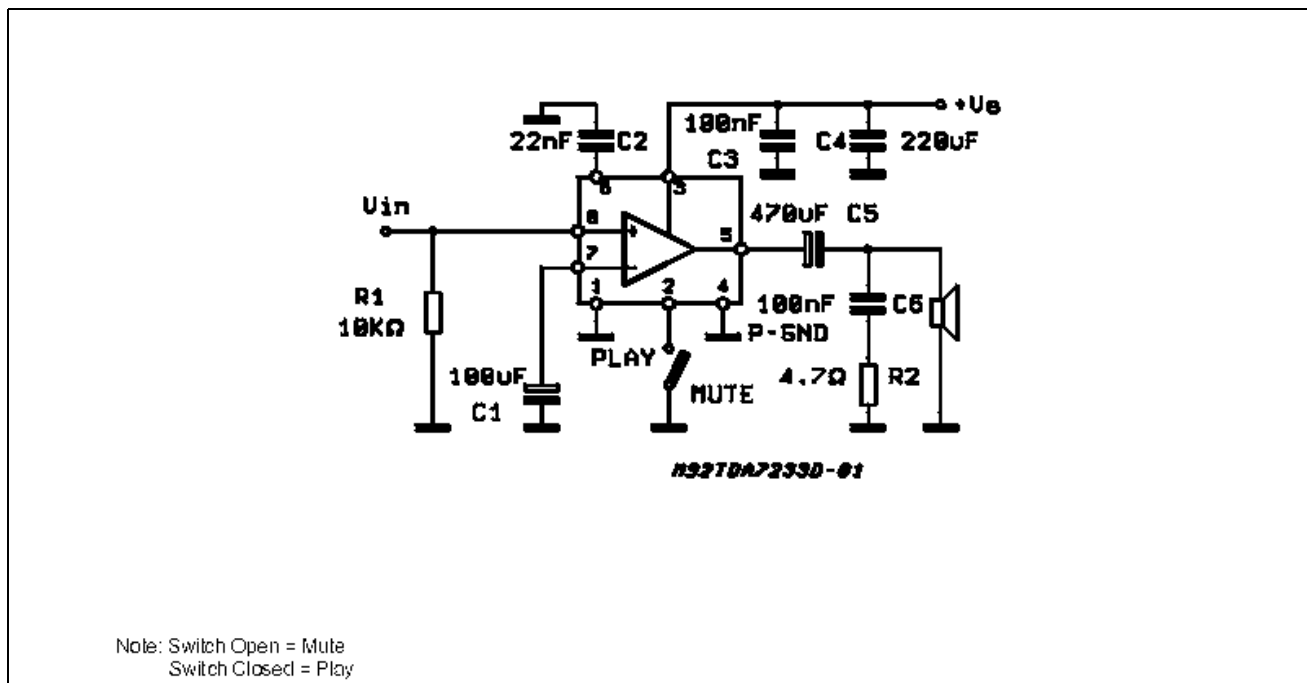 +Vs
22nF C2
100nF
C3
C4 220uF
6
3
Vin
8
7
5
470uF C5
1 2 4
R1
10KΩ
100uF
C1
PLAY
MUTE
100nF C6
P-GND
4.7Ω R2
M92TDA7233D-01
Note: Switch Open = Mute
Switch Closed = Play